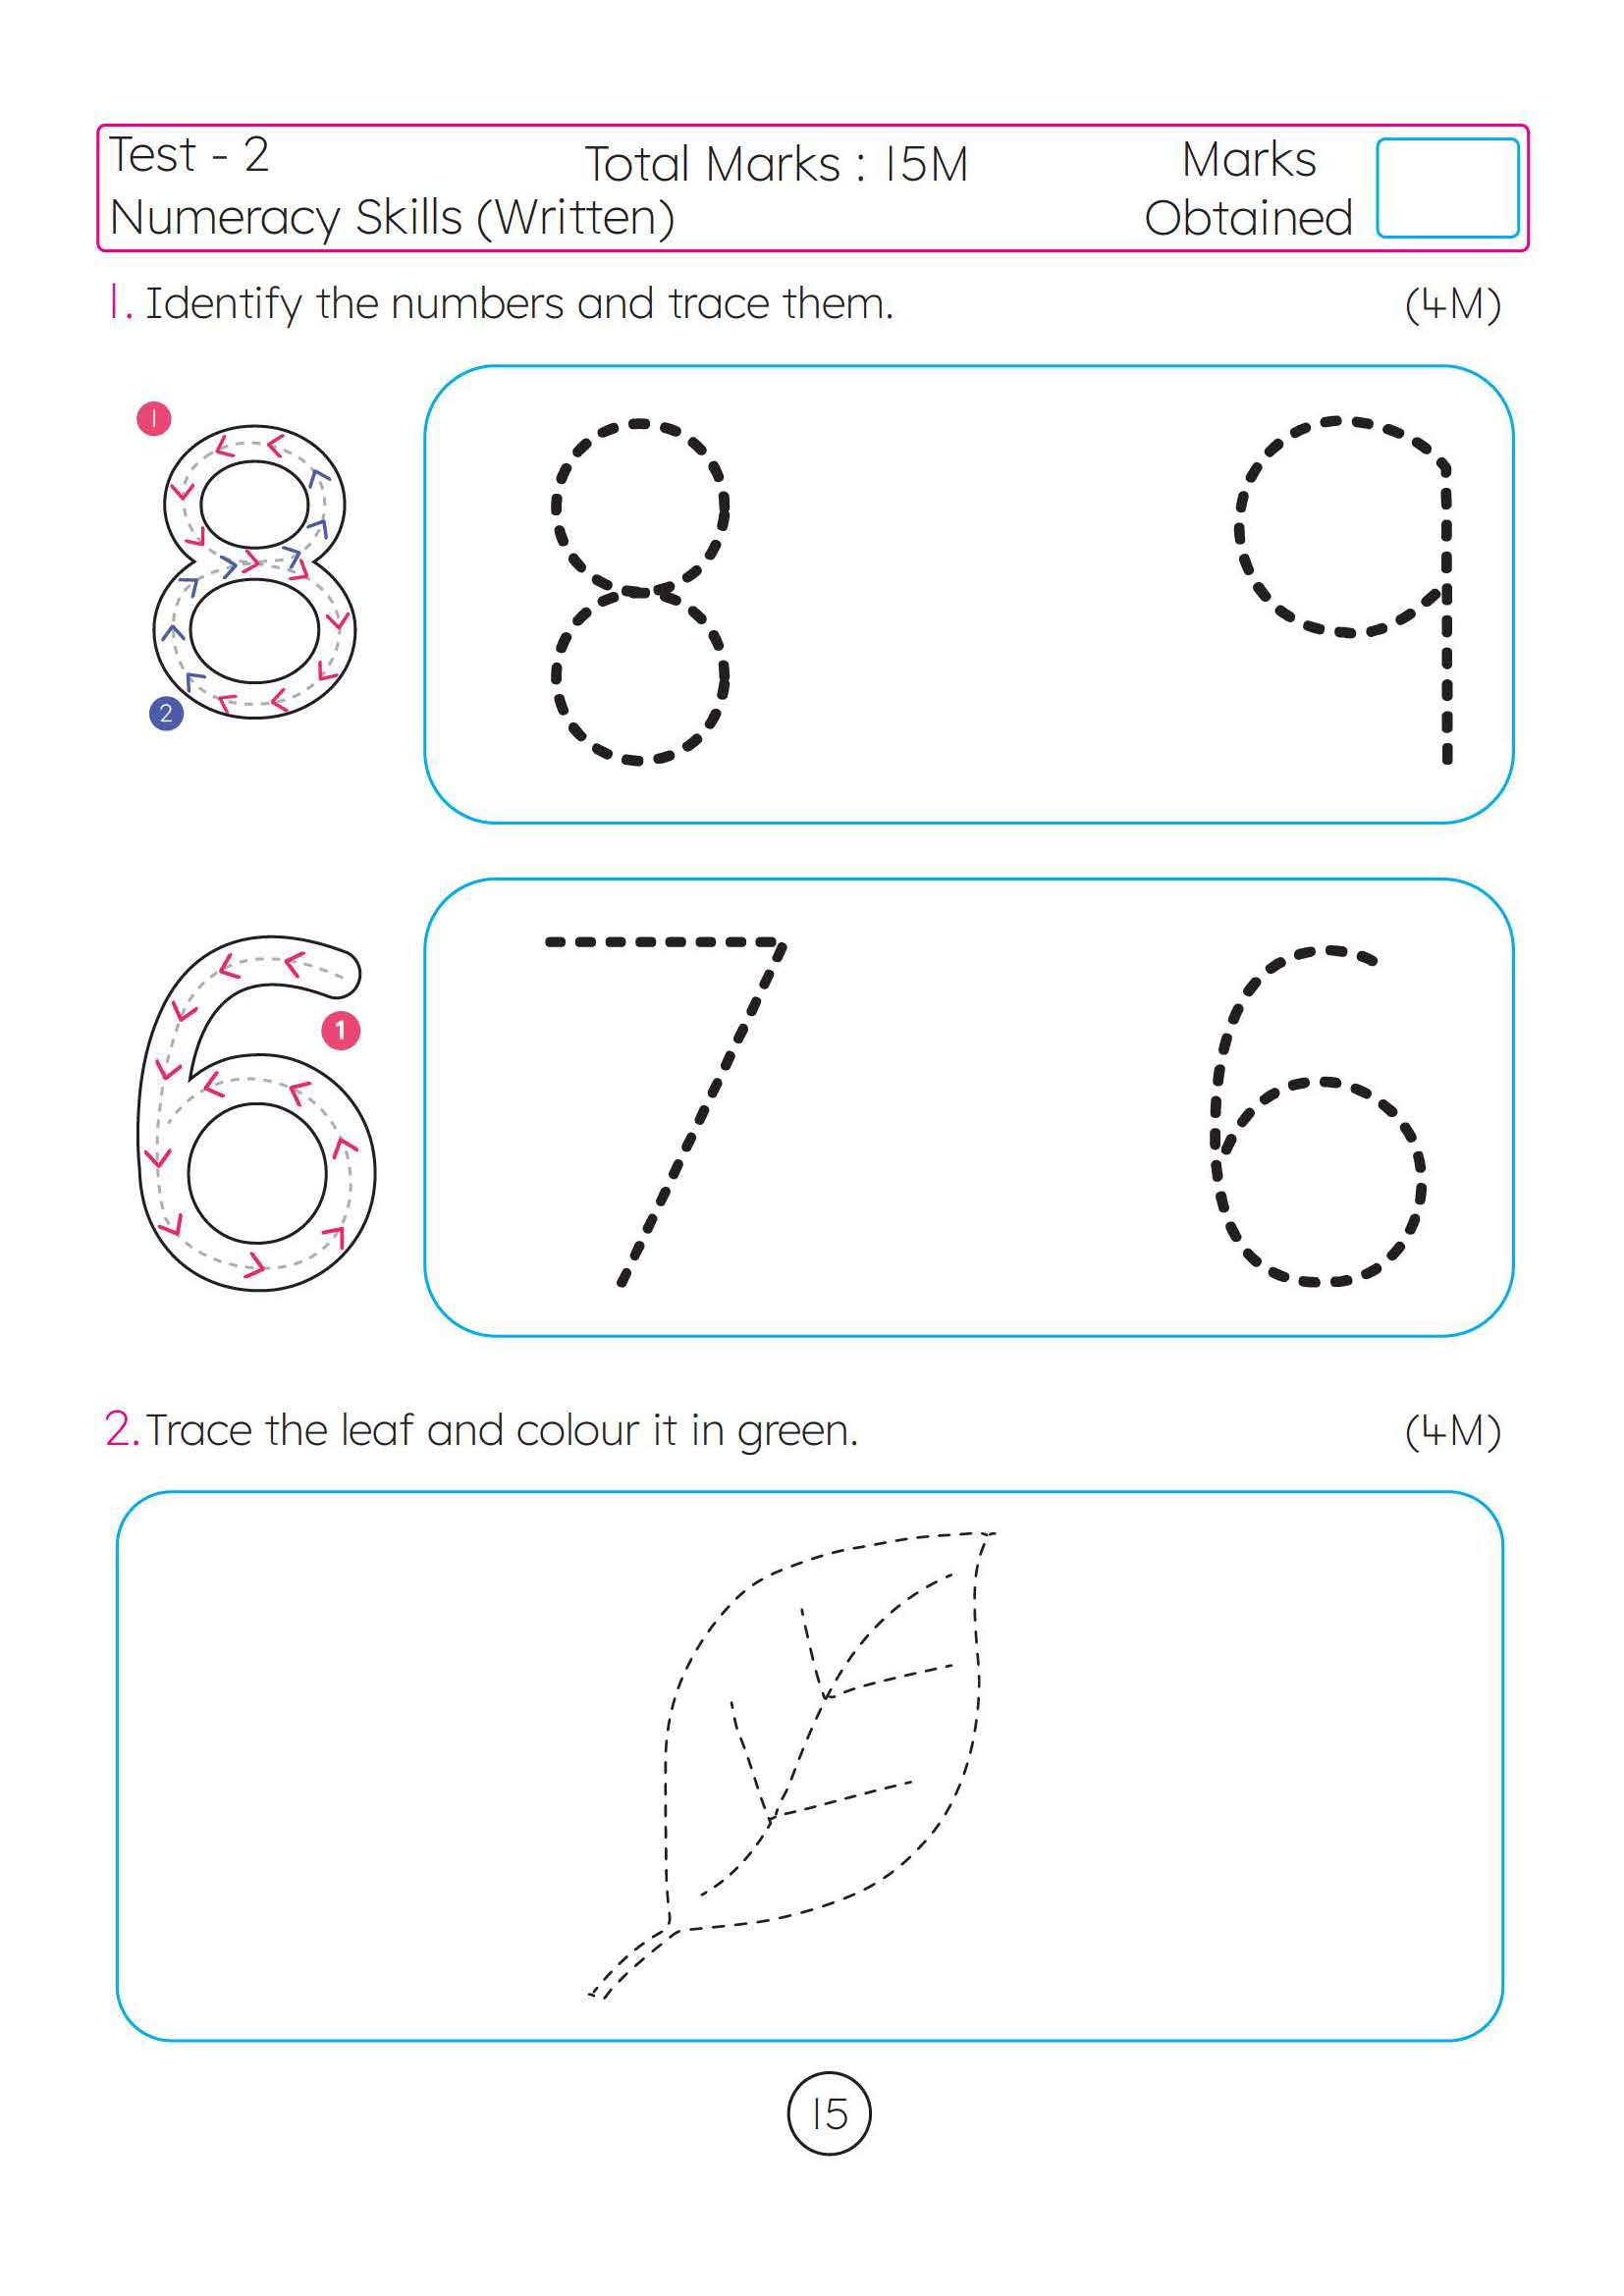 Test - 2
Total Marks : 15M
Marks
Obtained
Numeracy Skills (Written)
1. Identify the numbers and trace them. (4M)
1
8
2
8 9
6
1
7 6
2. Trace the leaf and colour it in green. (4M)
15